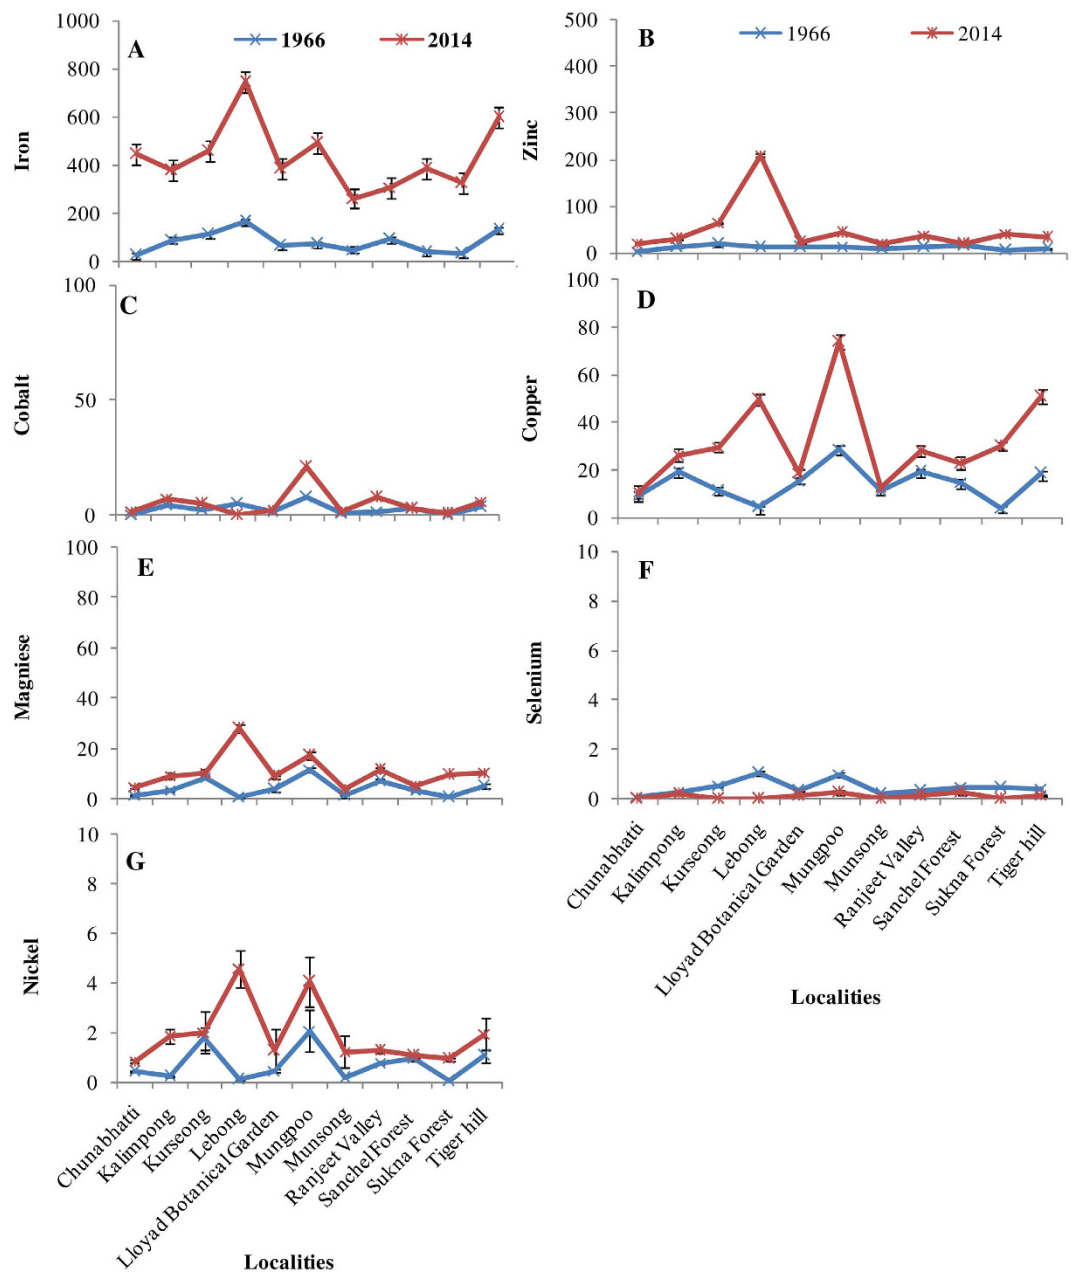 A
1966 2014
Iron
1000
800
600
400
200
0
B
1966 2014
Zinc
500
400
300
200
100
0
C
Cobalt
100
50
0
D
Copper
100
80
60
40
20
0
E
Magniese
100
80
60
40
20
0
F
Selenium
10
8
6
4
2
0
Chunabhatti
Kalimpong
Kurseong
Lebong
Lloyad Botanical Garden
Mungpoo
Munsong
Ranjeet Valley
Sanchel Forest
Sukna Forest
Tiger hill
Localities
G
Nickel
10
8
6
4
2
0
Chunabhatti
Kalimpong
Kurseong
Lebong
Lloyad Botanical Garden
Mungpoo
Munsong
Ranjeet Valley
Sanchel Forest
Sukna Forest
Tiger hill
Localities